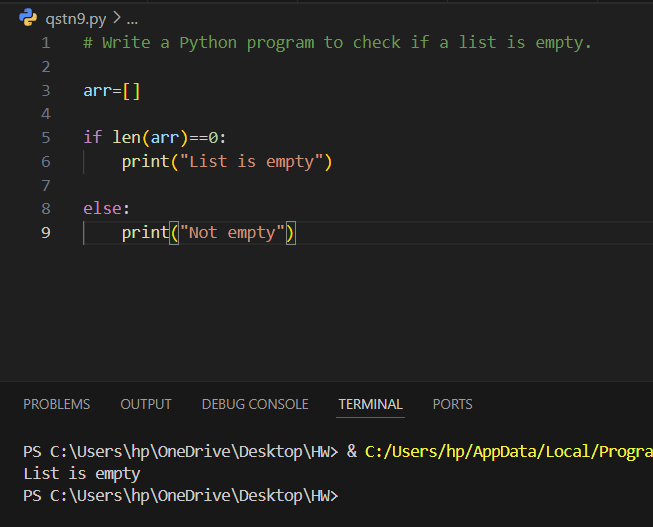 qstn9.py > ...
1 # Write a Python program to check if a list is empty.
2
3 arr=[]
4
5 if len(arr)==0:
6     print("List is empty")
7
8 else:
9     print("Not empty")
PROBLEMS OUTPUT DEBUG CONSOLE TERMINAL PORTS
PS C:\Users\hp\OneDrive\Desktop\HW> & C:/Users/hp/AppData/Local/Progra
List is empty
PS C:\Users\hp\OneDrive\Desktop\HW>